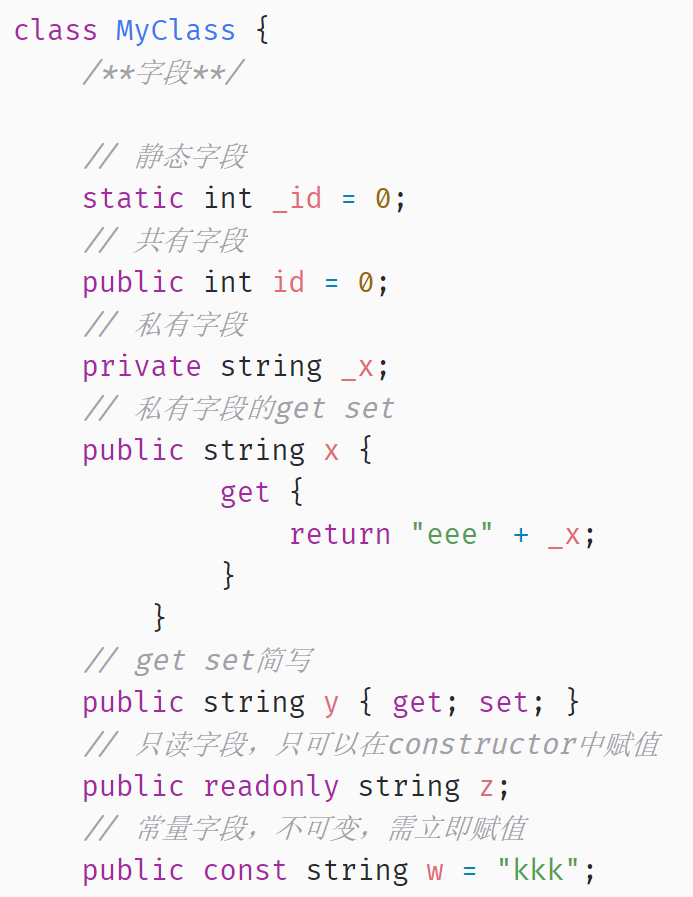 class MyClass {
    /**字段**/

    // 静态字段
    static int _id = 0;
    // 共有字段
    public int id = 0;
    // 私有字段
    private string _x;
    // 私有字段的get set
    public string x {
            get {
                return "eee" + _x;
            }
        }
    // get set简写
    public string y { get; set; }
    // 只读字段，只可以在constructor中赋值
    public readonly string z;
    // 常量字段，不可变，需立即赋值
    public const string w = "kkk";